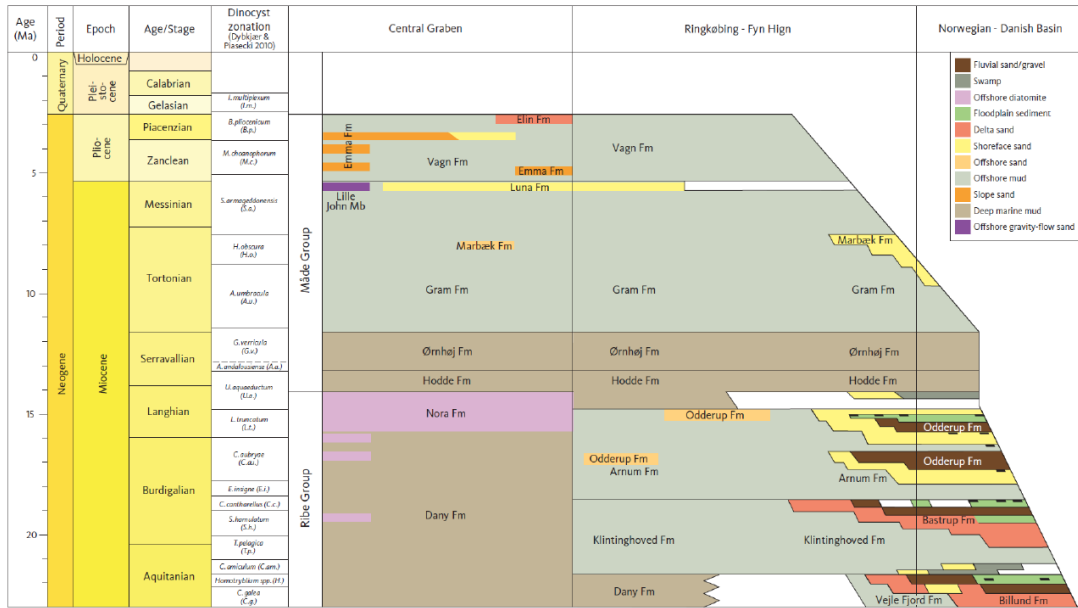 Age
(Ma)
Period
Epoch
Age/Stage
Dinocyst
zonation
(Dybkjær &
Piasecki 2010)
Central Graben
Ringkøbing - Fyn High
Norwegian - Danish Basin
0
5
10
15
20
Quaternary
Neogene
Holocene
Pleis-
to-
cene
Plio-
cene
Miocene
Calabrian
Gelasian
Piacenzian
Zanclean
Messinian
Tortonian
Serravallian
Langhian
Burdigalian
Aquitanian
I. multiplexum
(I.m.)
B. pliocenicum
(B.p.)
M. choanophorum
(M.c.)
S. armageddonensis
(S.a.)
H. obscura
(H.o.)
A. umbracula
(A.u.)
G. verricula
(G.v.)
A. andalousiense (A.a.)
U. aquaeductum
(U.a.)
L. truncatum
(L.t.)
C. aubryae
(C.au.)
E. insigne (E.i.)
C. cantharellus (C.c.)
S. hamulatum
(S.h.)
T. pelagica
(T.p.)
C. amiculum (C.am.)
Homotryblium spp. (H.)
C. galea
(C.g.)
Måde Group
Ribe Group
Elin Fm
Emma Fm
Vagn Fm
Vagn Fm
Emma Fm
Luna Fm
Lille
John Mb
Marbæk Fm
Marbæk Fm
Gram Fm
Gram Fm
Gram Fm
Ørnhøj Fm
Ørnhøj Fm
Ørnhøj Fm
Hodde Fm
Hodde Fm
Hodde Fm
Nora Fm
Odderup Fm
Odderup Fm
Odderup Fm
Odderup Fm
Arnum Fm
Arnum Fm
Dany Fm
Bastrup Fm
Klintinghoved Fm
Klintinghoved Fm
Dany Fm
Vejle Fjord Fm
Billund Fm
Fluvial sand/gravel
Swamp
Offshore diatomite
Floodplain sediment
Delta sand
Shoreface sand
Offshore sand
Offshore mud
Slope sand
Deep marine mud
Offshore gravity-flow sand